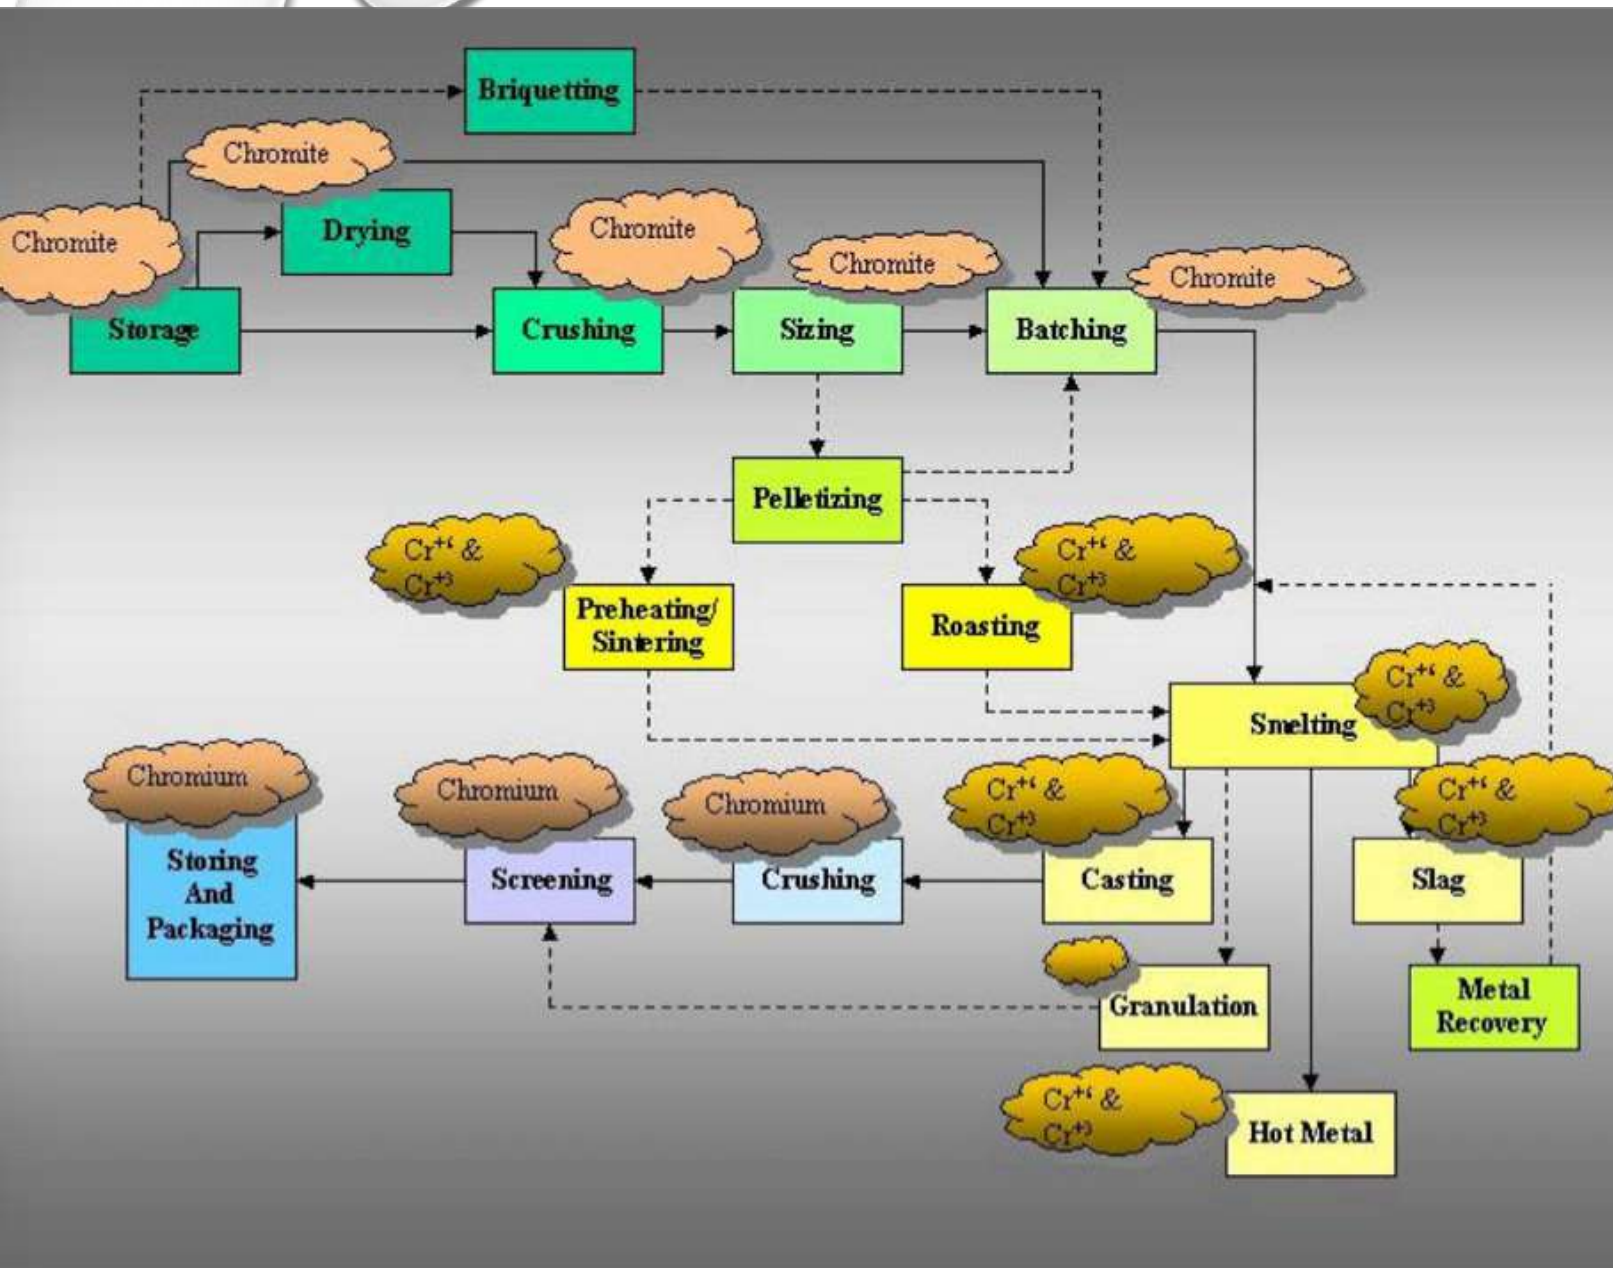 Briquetting
Chromite
Chromite
Drying
Chromite
Chromite
Chromite
Storage
Crushing
Sizing
Batching
Pelletizing
Cr+6 &
Cr+3
Cr+6 &
Cr+3
Preheating/
Sintering
Roasting
Cr+6 &
Cr+3
Smelting
Chromium
Chromium
Chromium
Cr+6 &
Cr+3
Cr+6 &
Cr+3
Storing
And
Packaging
Screening
Crushing
Casting
Slag
Granulation
Metal
Recovery
Cr+6 &
Cr+3
Hot Metal